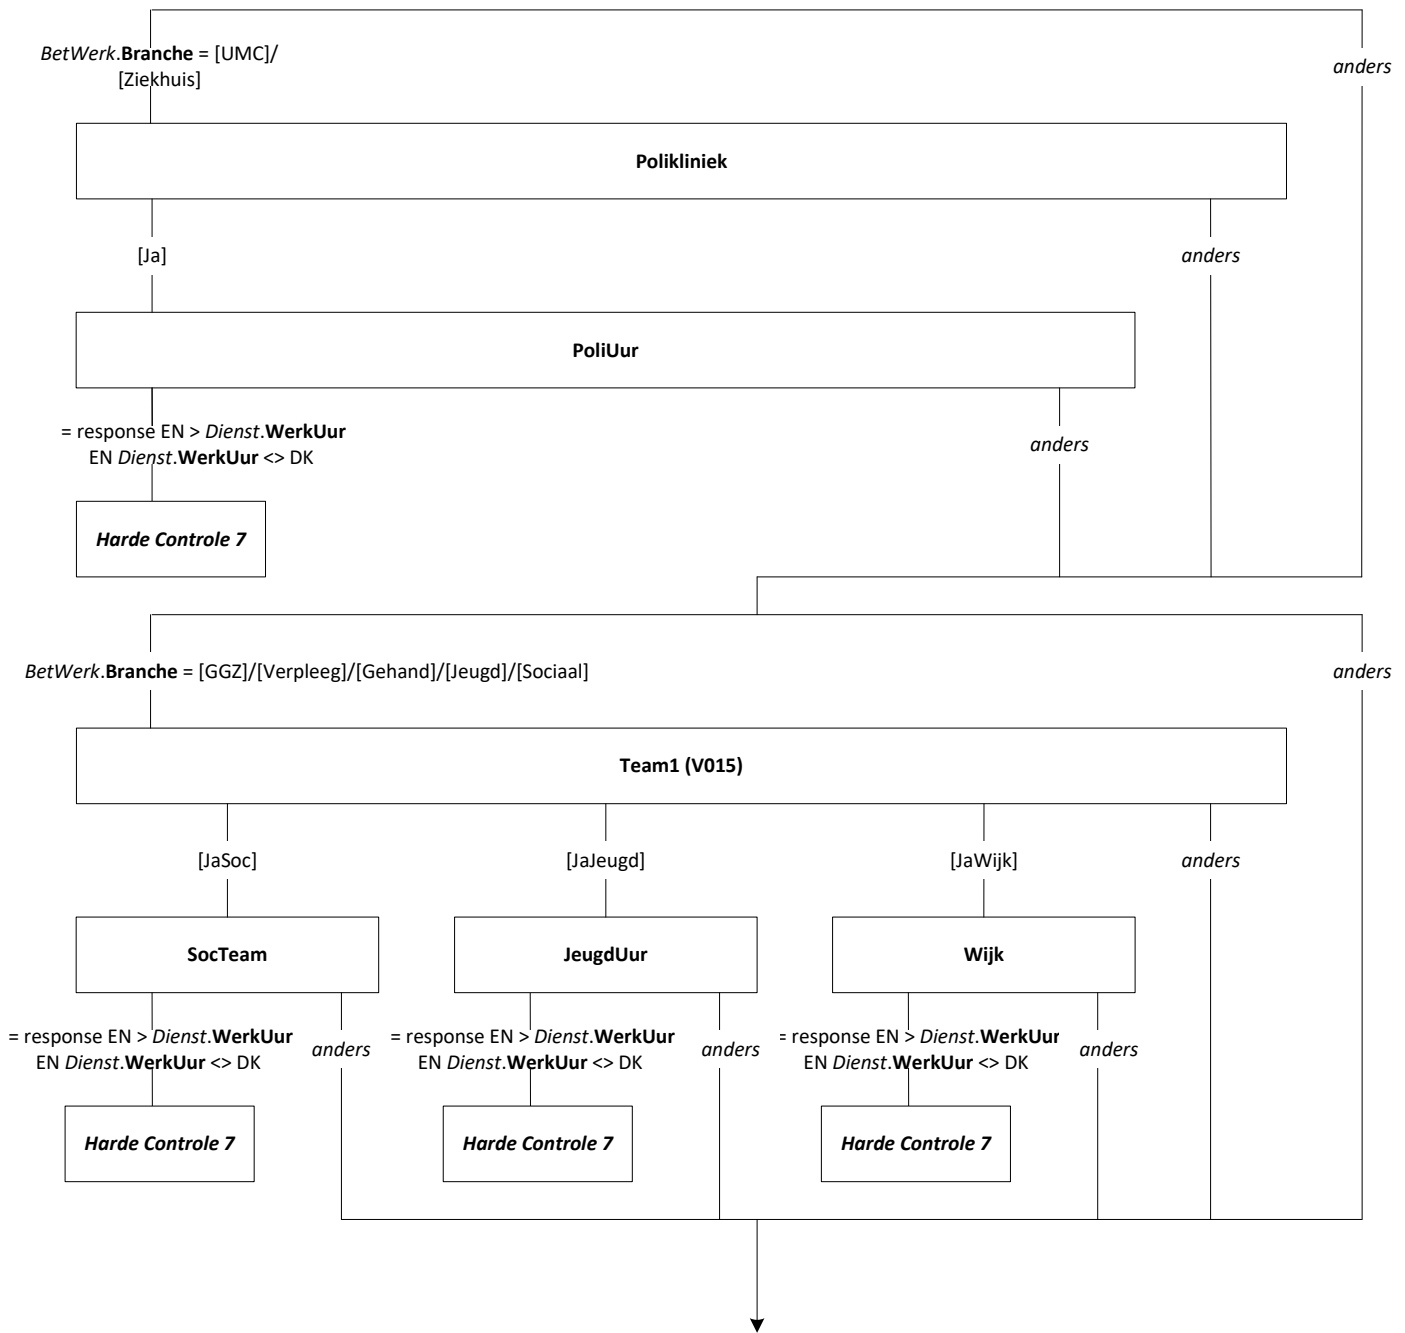 BetWerk.Branche = [UMC]/
[Ziekhuis]
anders
Polikliniek
[Ja]
anders
PoliUur
= response EN > Dienst.WerkUur
EN Dienst.WerkUur <> DK
anders
Harde Controle 7
BetWerk.Branche = [GGZ]/[Verpleeg]/[Gehand]/[Jeugd]/[Sociaal]
anders
Team1 (V015)
[JaSoc]
[JaJeugd]
[JaWijk]
anders
SocTeam
JeugdUur
Wijk
= response EN > Dienst.WerkUur
EN Dienst.WerkUur <> DK
anders
= response EN > Dienst.WerkUur
EN Dienst.WerkUur <> DK
anders
= response EN > Dienst.WerkUur
EN Dienst.WerkUur <> DK
anders
Harde Controle 7
Harde Controle 7
Harde Controle 7